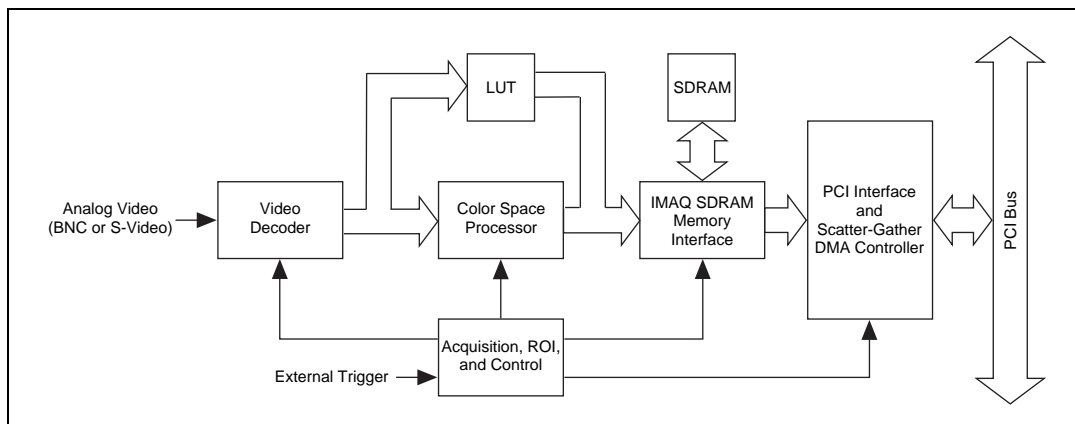 LUT
SDRAM
Analog Video
(BNC or S-Video)
Video
Decoder
Color Space
Processor
IMAQ SDRAM
Memory
Interface
PCI Interface
and
Scatter-Gather
DMA Controller
PCI Bus
Acquisition, ROI,
and Control
External Trigger